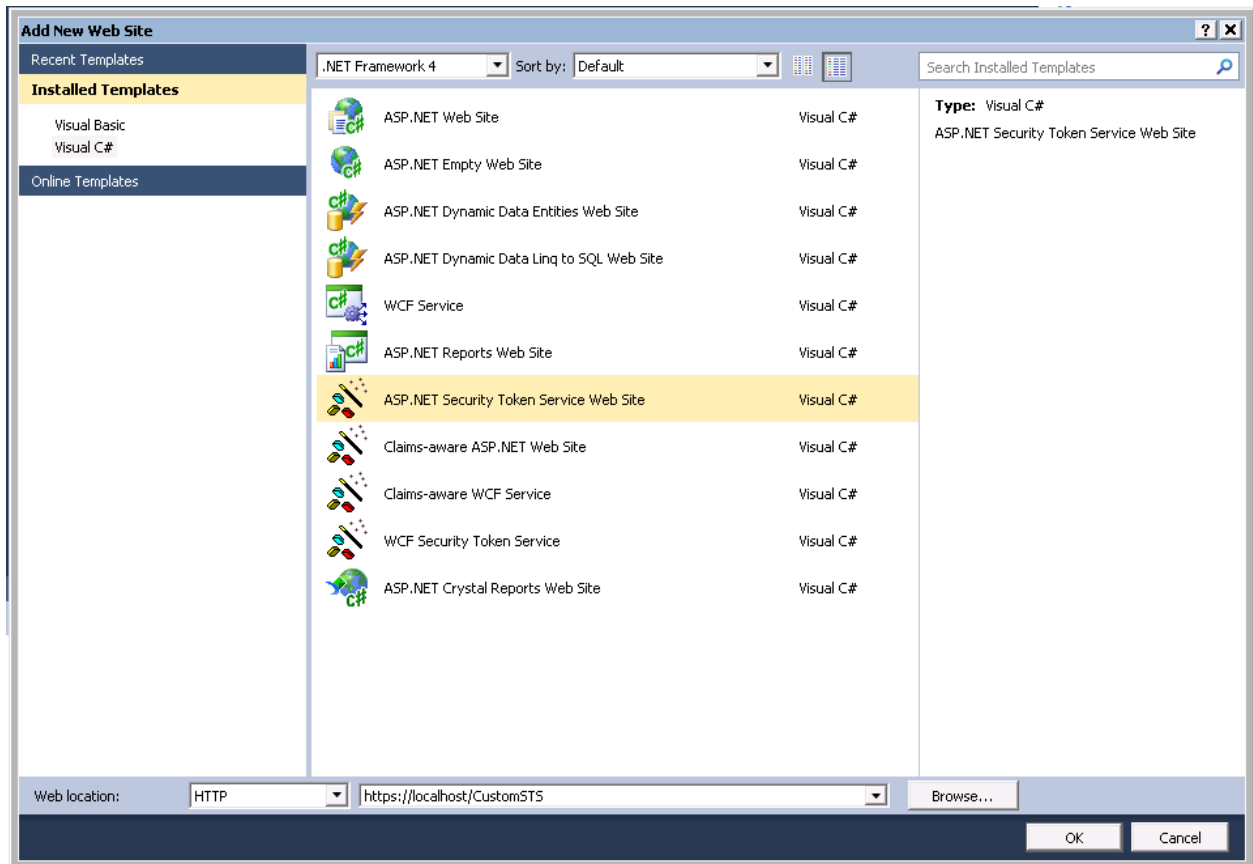 Add New Web Site
Recent Templates
Installed Templates
Visual Basic
Visual C#
Online Templates
.NET Framework 4 Sort by: Default
Search Installed Templates
ASP.NET Web Site Visual C#
ASP.NET Empty Web Site Visual C#
ASP.NET Dynamic Data Entities Web Site Visual C#
ASP.NET Dynamic Data Linq to SQL Web Site Visual C#
WCF Service Visual C#
ASP.NET Reports Web Site Visual C#
ASP.NET Security Token Service Web Site Visual C#
Claims-aware ASP.NET Web Site Visual C#
Claims-aware WCF Service Visual C#
WCF Security Token Service Visual C#
ASP.NET Crystal Reports Web Site Visual C#
Type: Visual C#
ASP.NET Security Token Service Web Site
Web location: HTTP https://localhost/CustomSTS Browse...
OK Cancel